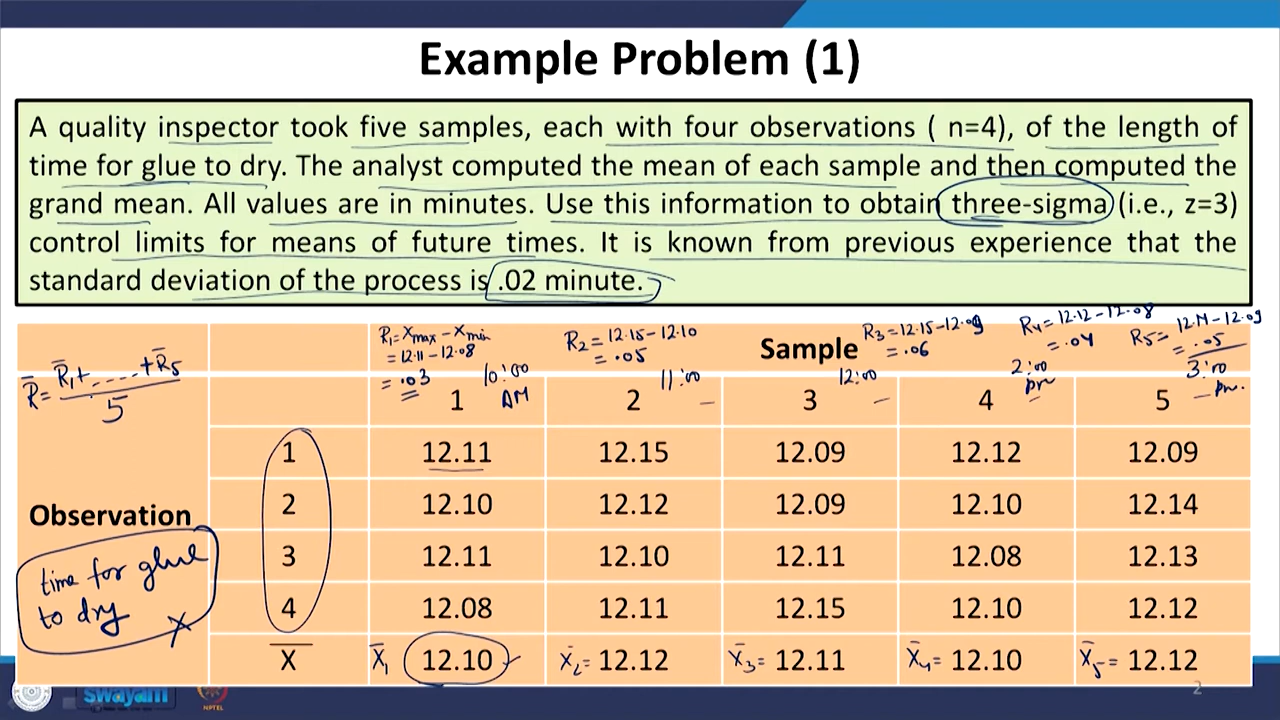 Example Problem (1)
A quality inspector took five samples, each with four observations ( n=4), of the length of
time for glue to dry. The analyst computed the mean of each sample and then computed the
grand mean. All values are in minutes. Use this information to obtain three-sigma (i.e., z=3)
control limits for means of future times. It is known from previous experience that the
standard deviation of the process is .02 minute.
R̄ = R̄1+.....+R̄5
5
R1=Xmax-Xmin
=12.11-12.08
=.03
R2=12.15-12.10
=.05
Sample
R3=12.15-12.09
=.06
R4=12.12-12.08
=.04
R5= 12.14-12.09
=.05
10:00
AM
11:00
12:00
2:00
pm
3:00
pm.
1 2 3 4 5
1 12.11 12.15 12.09 12.12 12.09
2 12.10 12.12 12.09 12.10 12.14
Observation
3 12.11 12.10 12.11 12.08 12.13
time for glue
to dry
X
4 12.08 12.11 12.15 12.10 12.12
X̄ X̄1 12.10 X̄2= 12.12 X̄3= 12.11 X̄4= 12.10 X̄5= 12.12
swayam
NPTEL
2